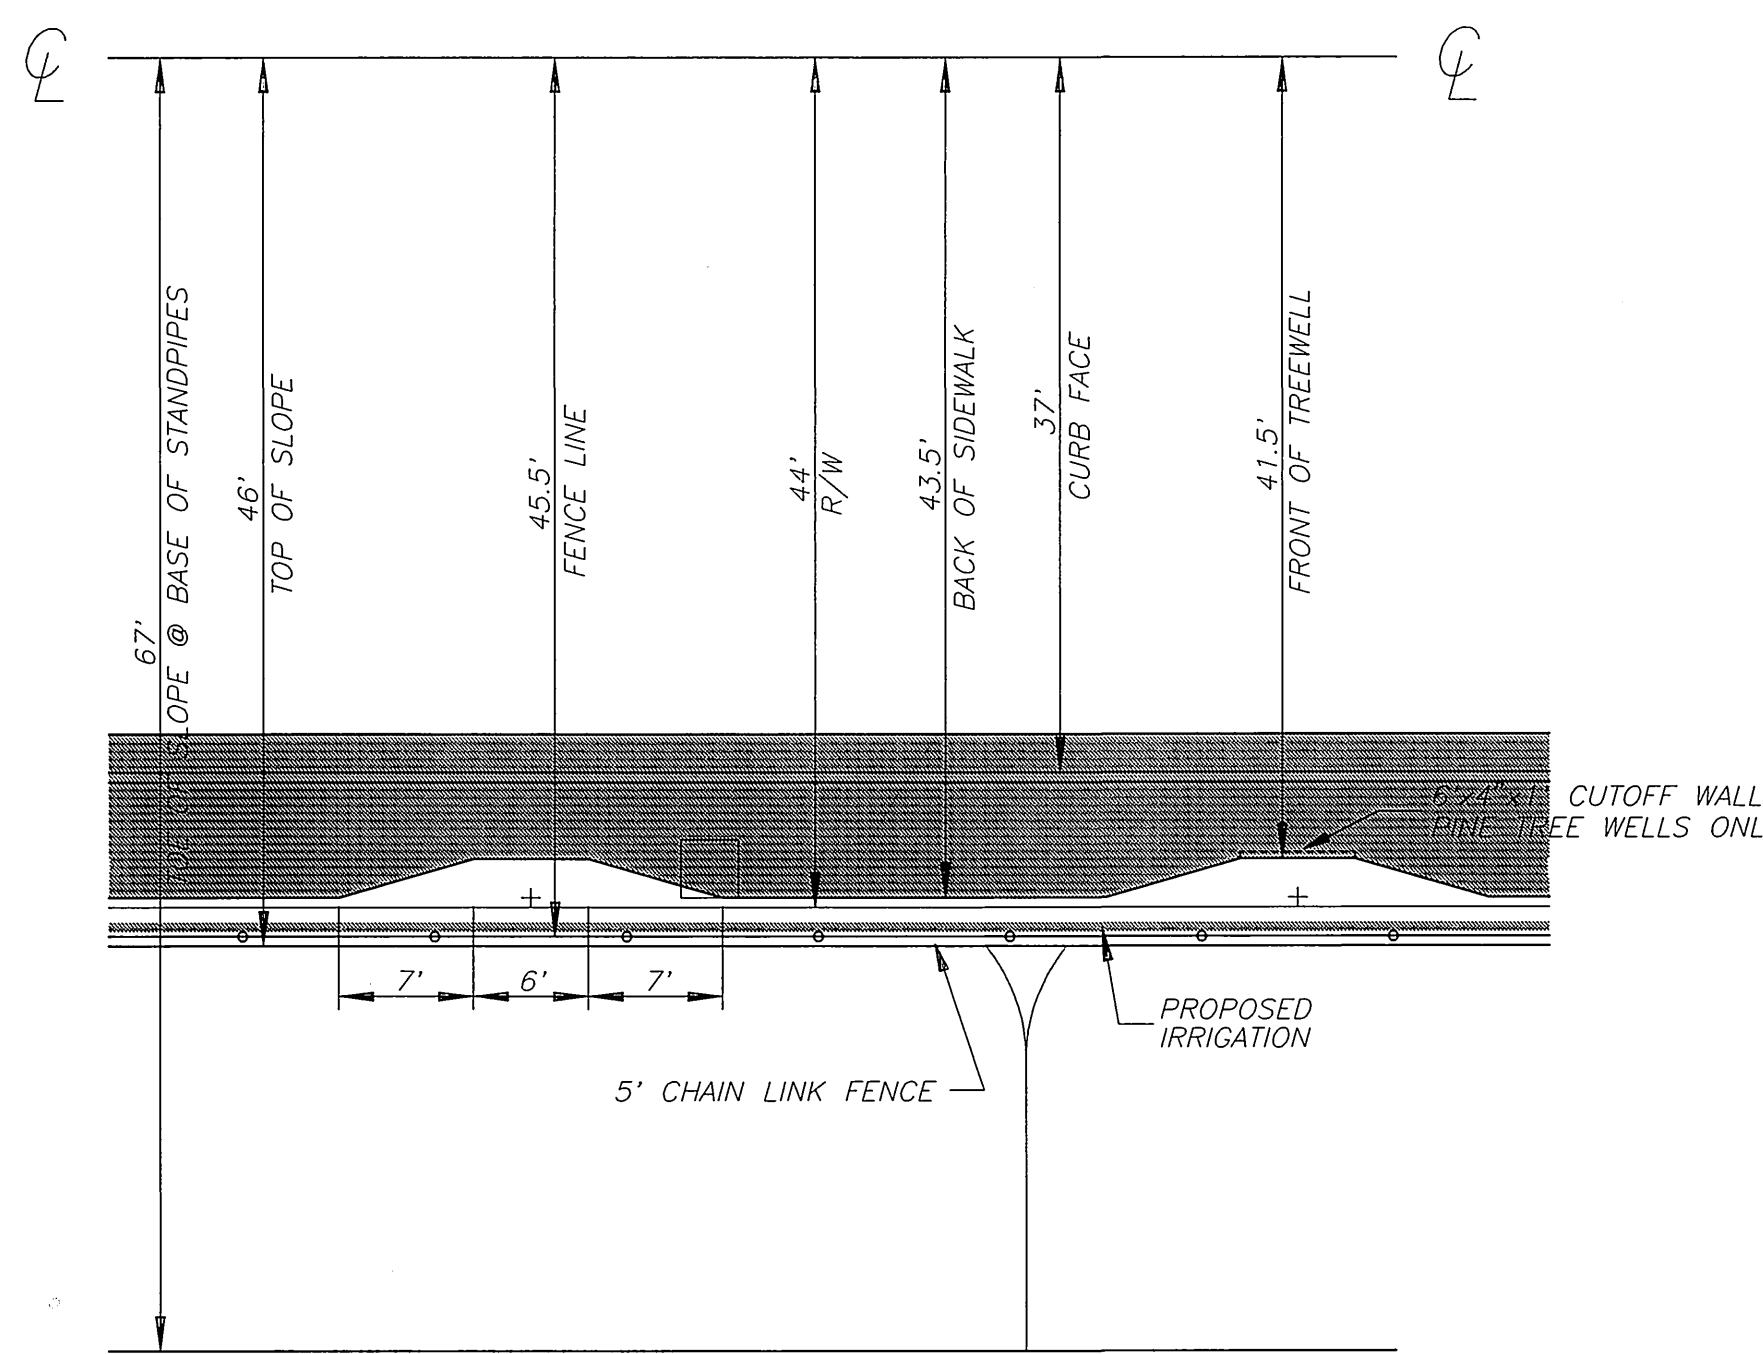 ℄
℄
67'
TOE OF SLOPE @ BASE OF STANDPIPES
46'
TOP OF SLOPE
45.5'
FENCE LINE
44'
R/W
43.5'
BACK OF SIDEWALK
37'
CURB FACE
41.5'
FRONT OF TREEWELL
CUTOFF WALL
PINE TREE WELLS ONL
7'
6'
7'
PROPOSED
IRRIGATION
5' CHAIN LINK FENCE